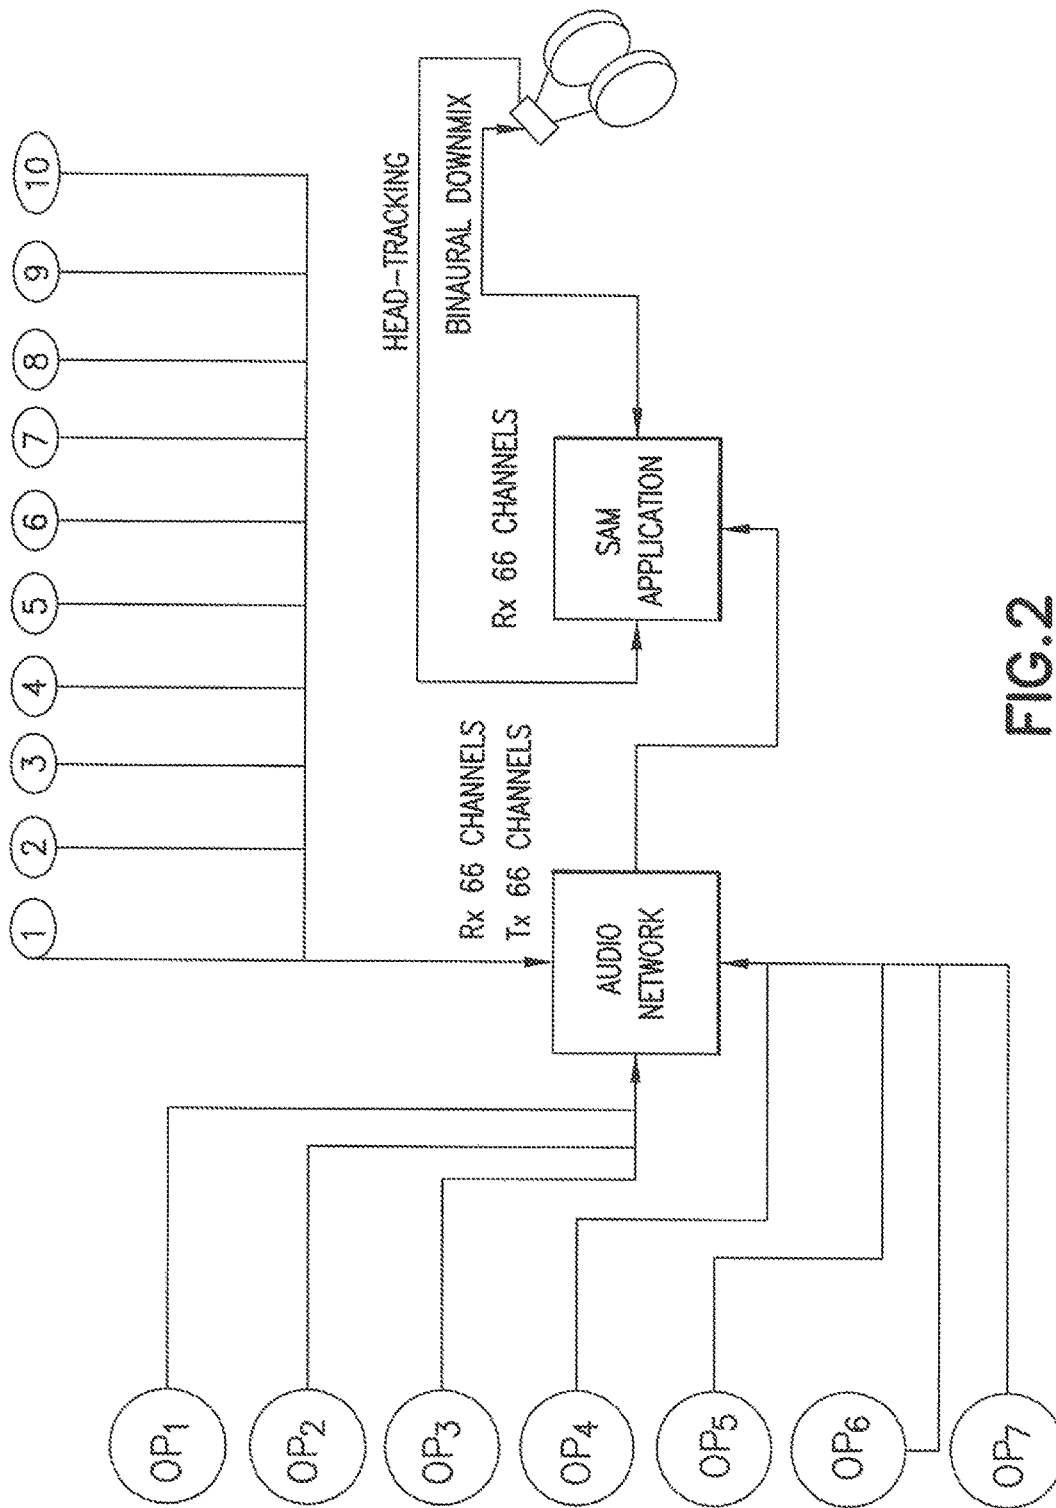 1
2
3
4
5
6
7
8
9
10
HEAD-TRACKING
BINAURAL DOWNMIX
Rx 66 CHANNELS
Tx 66 CHANNELS
Rx 66 CHANNELS
AUDIO
NETWORK
SAM
APPLICATION
OP1
OP2
OP3
OP4
OP5
OP6
OP7
FIG.2